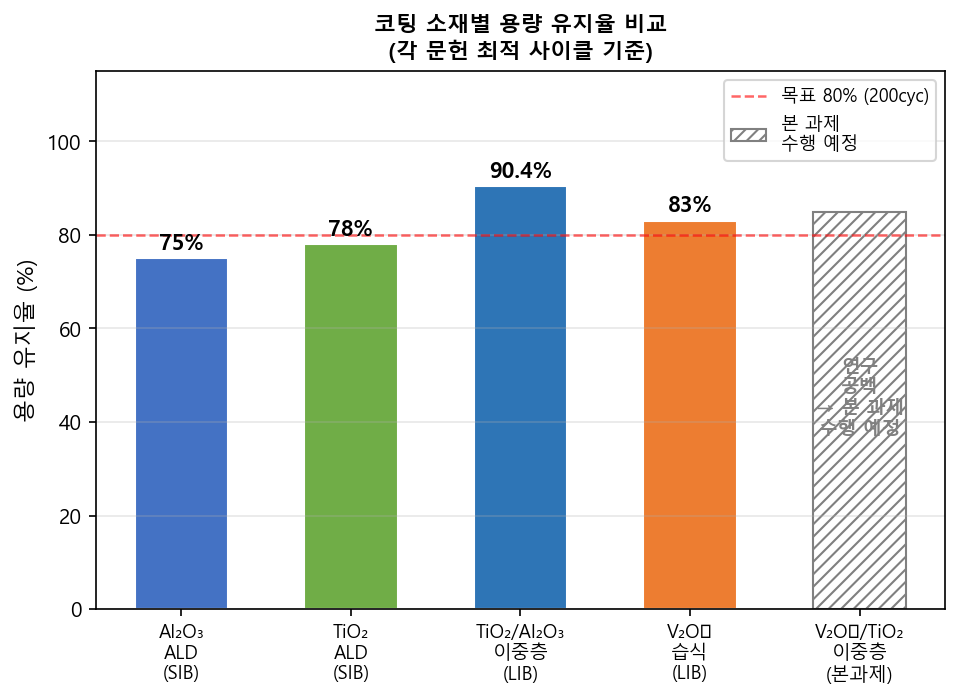 코팅 소재별 용량 유지율 비교
(각 문헌 최적 사이클 기준)
목표 80% (200cyc)
본 과제
수행 예정
용량 유지율 (%)
100
80
60
40
20
0
75%
78%
90.4%
83%
연구
공백
→ 본 과제
수행 예정
Al₂O₃
ALD
(SIB)
TiO₂
ALD
(SIB)
TiO₂/Al₂O₃
이중층
(LIB)
V₂O▯
습식
(LIB)
V₂O▯/TiO₂
이중층
(본과제)